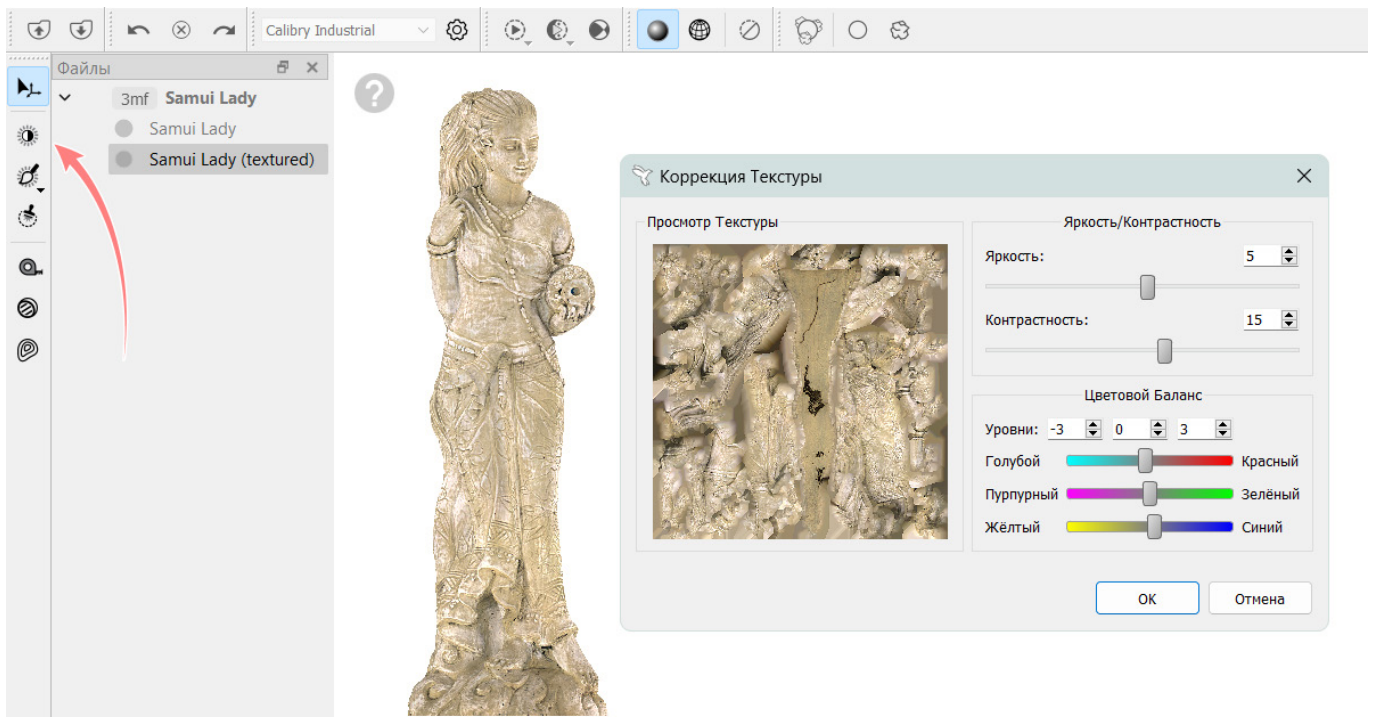 Calibry Industrial
Файлы
3mf Samui Lady
Samui Lady
Samui Lady (textured)
?
Коррекция Текстуры
Просмотр Текстуры
Яркость/Контрастность
Яркость: 5
Контрастность: 15
Цветовой Баланс
Уровни: -3 0 3
Голубой Красный
Пурпурный Зелёный
Жёлтый Синий
OK Отмена